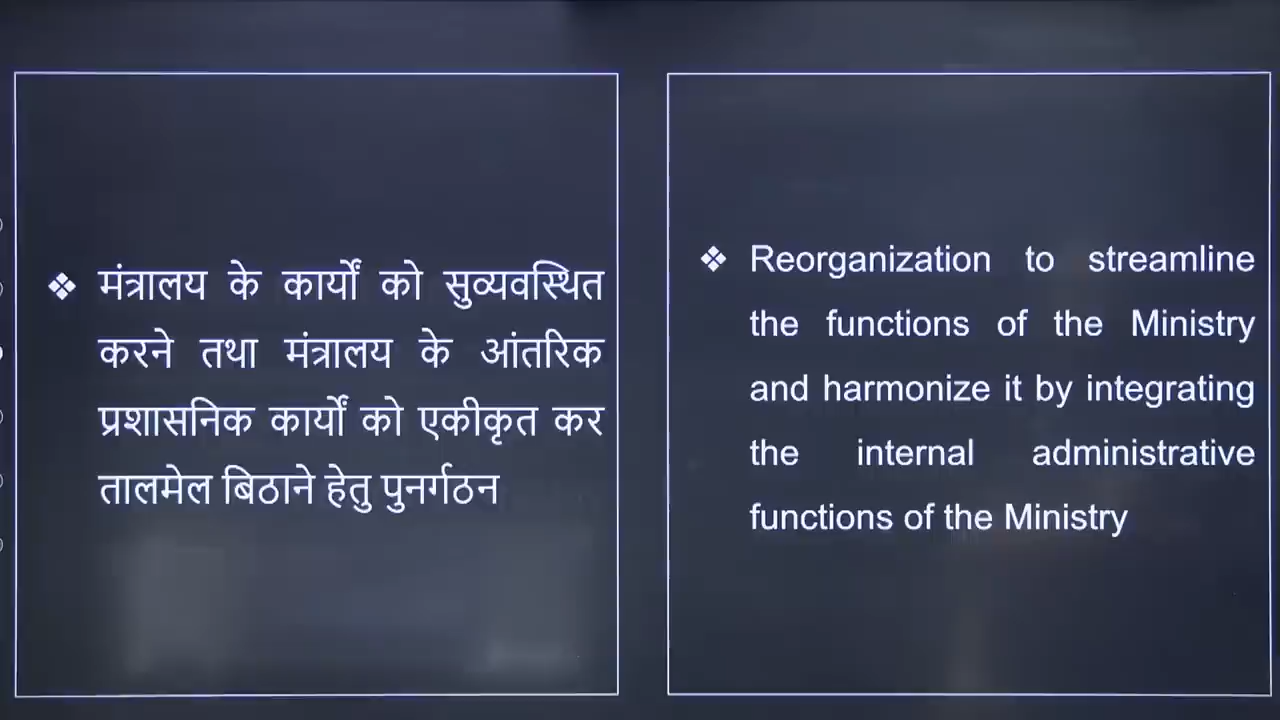 ❖ मंत्रालय के कार्यों को सुव्यवस्थित
करने तथा मंत्रालय के आंतरिक
प्रशासनिक कार्यों को एकीकृत कर
तालमेल बिठाने हेतु पुनर्गठन
❖ Reorganization to streamline
the functions of the Ministry
and harmonize it by integrating
the internal administrative
functions of the Ministry